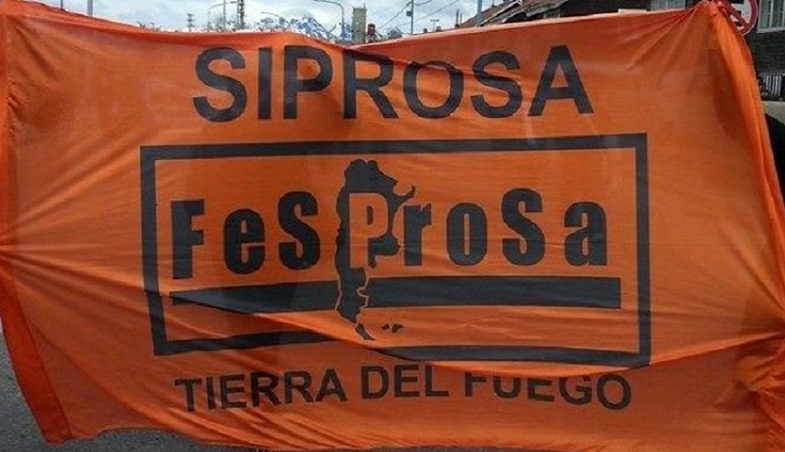 SIPROSA
FeSProSa
TIERRA DEL FUEGO